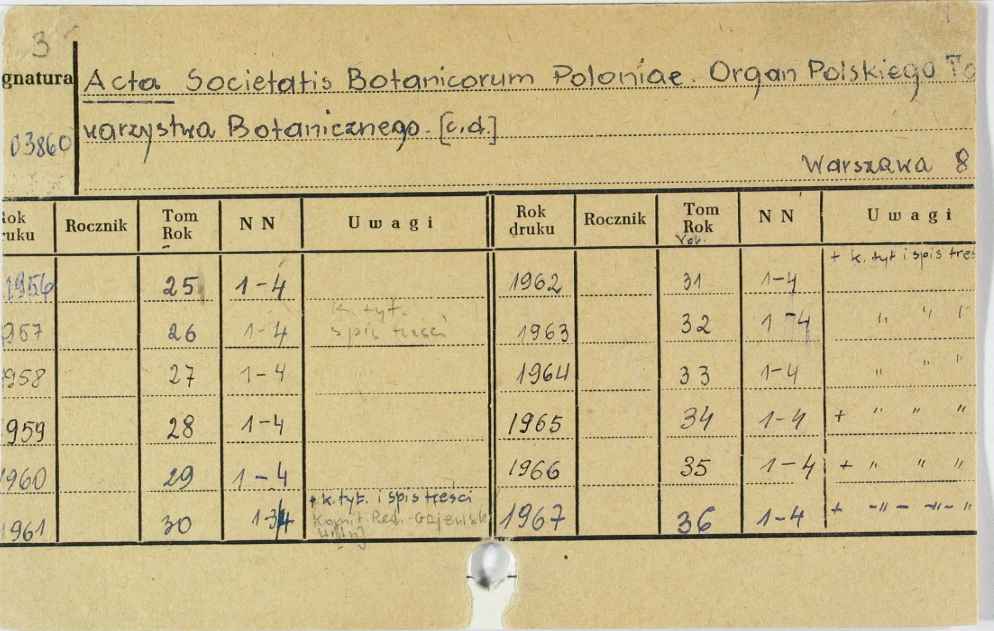 3
gnatura Acta Societatis Botanicorum Poloniae. Organ Polskiego To
03860 warzystwa Botanicznego. [c.d.]
Warszawa 8
Rok druku Rocznik Tom Rok N N Uwagi Rok druku Rocznik Tom Rok Vol. N N Uwagi
1956 25 1-4 1962 31 1-4 + k. tyt i spis treś
1957 26 1-4 k. tyt. spis treści 1963 32 1-4 " " "
1958 27 1-4 1964 33 1-4 " "
1959 28 1-4 1965 34 1-4 + " " "
1960 29 1-4 1966 35 1-4 + " " "
1961 30 1-4 + k. tyt. i spis treści 1967 36 1-4 + -"- -"- "
Komit. Red.